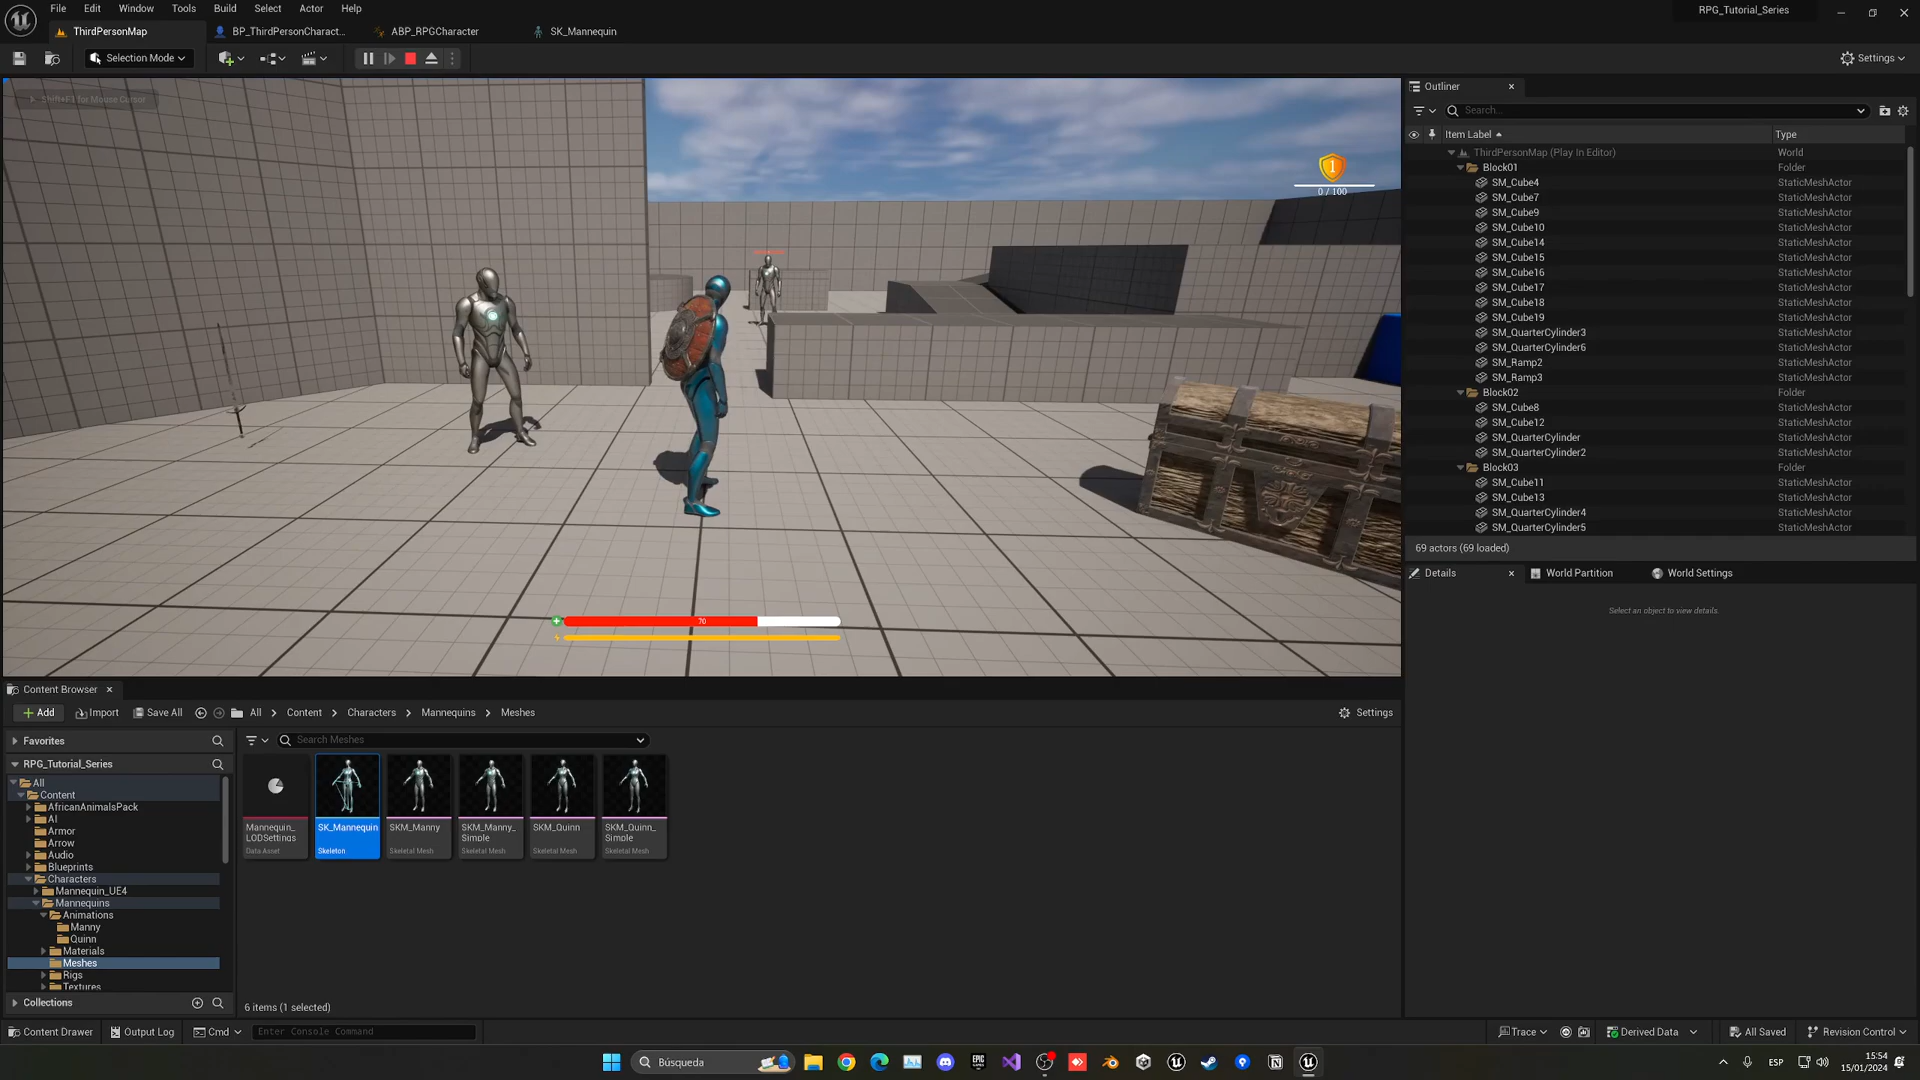 File Edit Window Tools Build Select Actor Help
RPG_Tutorial_Series
ThirdPersonMap
BP_ThirdPersonCharact...
ABP_RPGCharacter
SK_Mannequin
Selection Mode
Settings
Shift+F1 for Mouse Cursor
1
0 / 100
70
Outliner
Search...
Item Label
Type
ThirdPersonMap (Play In Editor) World
Block01 Folder
SM_Cube4 StaticMeshActor
SM_Cube7 StaticMeshActor
SM_Cube9 StaticMeshActor
SM_Cube10 StaticMeshActor
SM_Cube14 StaticMeshActor
SM_Cube15 StaticMeshActor
SM_Cube16 StaticMeshActor
SM_Cube17 StaticMeshActor
SM_Cube18 StaticMeshActor
SM_Cube19 StaticMeshActor
SM_QuarterCylinder3 StaticMeshActor
SM_QuarterCylinder6 StaticMeshActor
SM_Ramp2 StaticMeshActor
SM_Ramp3 StaticMeshActor
Block02 Folder
SM_Cube8 StaticMeshActor
SM_Cube12 StaticMeshActor
SM_QuarterCylinder StaticMeshActor
SM_QuarterCylinder2 StaticMeshActor
Block03 Folder
SM_Cube11 StaticMeshActor
SM_Cube13 StaticMeshActor
SM_QuarterCylinder4 StaticMeshActor
SM_QuarterCylinder5 StaticMeshActor
69 actors (69 loaded)
Details
World Partition
World Settings
Select an object to view details.
Content Browser
Add
Import
Save All
All > Content > Characters > Mannequins > Meshes
Settings
Favorites
RPG_Tutorial_Series
All
Content
AfricanAnimalsPack
AI
Armor
Arrow
Audio
Blueprints
Characters
Mannequin_UE4
Mannequins
Animations
Manny
Quinn
Materials
Meshes
Rigs
Textures
Collections
Search Meshes
Mannequin_
LODSettings
Data Asset
SK_Mannequin
Skeleton
SKM_Manny
Skeletal Mesh
SKM_Manny_
Simple
Skeletal Mesh
SKM_Quinn
Skeletal Mesh
SKM_Quinn_
Simple
Skeletal Mesh
6 items (1 selected)
Content Drawer
Output Log
Cmd
Enter Console Command
Trace
Derived Data
All Saved
Revision Control
Búsqueda
EPIC
GAMES
ESP
15:54
15/01/2024